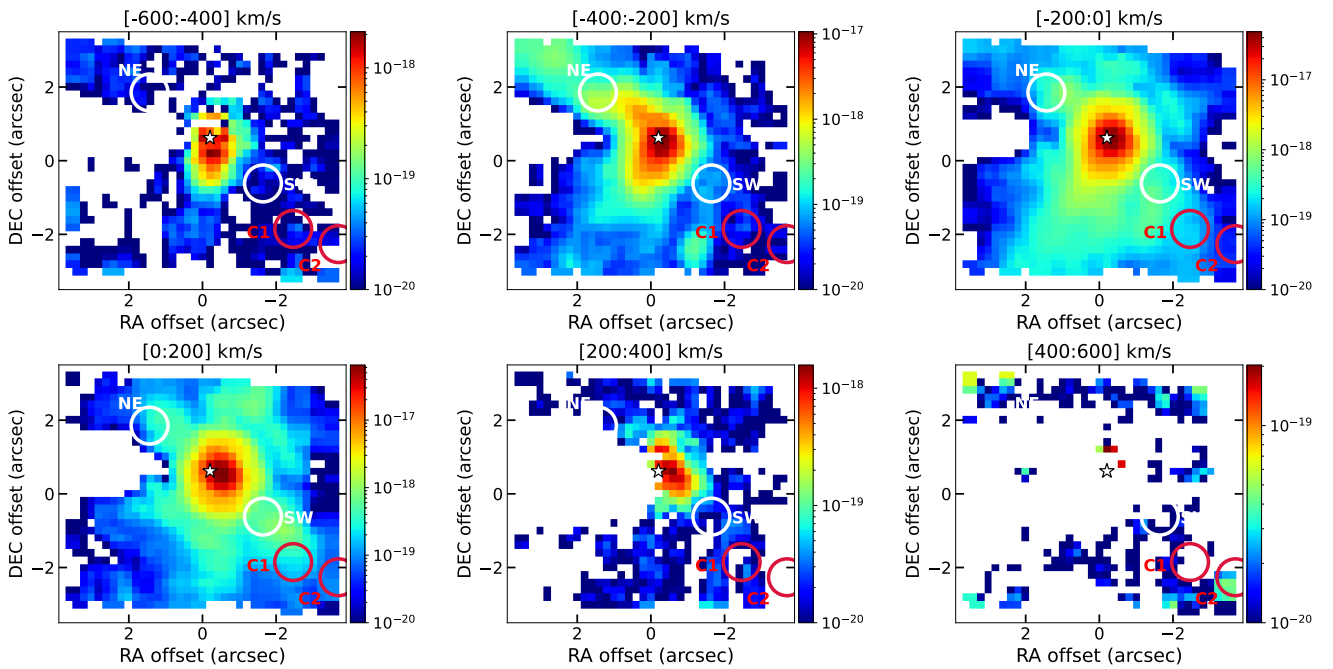 [-600:-400] km/s
[-400:-200] km/s
[-200:0] km/s
DEC offset (arcsec)
2
0
−2
NE
SW
C1
C2
10⁻¹⁸
10⁻¹⁹
10⁻²⁰
2
0
−2
RA offset (arcsec)
DEC offset (arcsec)
2
0
−2
NE
SW
C1
C2
10⁻¹⁷
10⁻¹⁸
10⁻¹⁹
10⁻²⁰
2
0
−2
RA offset (arcsec)
DEC offset (arcsec)
2
0
−2
NE
SW
C1
C2
10⁻¹⁷
10⁻¹⁸
10⁻¹⁹
10⁻²⁰
2
0
−2
RA offset (arcsec)
[0:200] km/s
[200:400] km/s
[400:600] km/s
DEC offset (arcsec)
2
0
−2
NE
SW
C1
C2
10⁻¹⁷
10⁻¹⁸
10⁻¹⁹
10⁻²⁰
2
0
−2
RA offset (arcsec)
DEC offset (arcsec)
2
0
−2
NE
SW
C1
C2
10⁻¹⁸
10⁻¹⁹
10⁻²⁰
2
0
−2
RA offset (arcsec)
DEC offset (arcsec)
2
0
−2
NE
C1
C2
10⁻¹⁹
10⁻²⁰
2
0
−2
RA offset (arcsec)